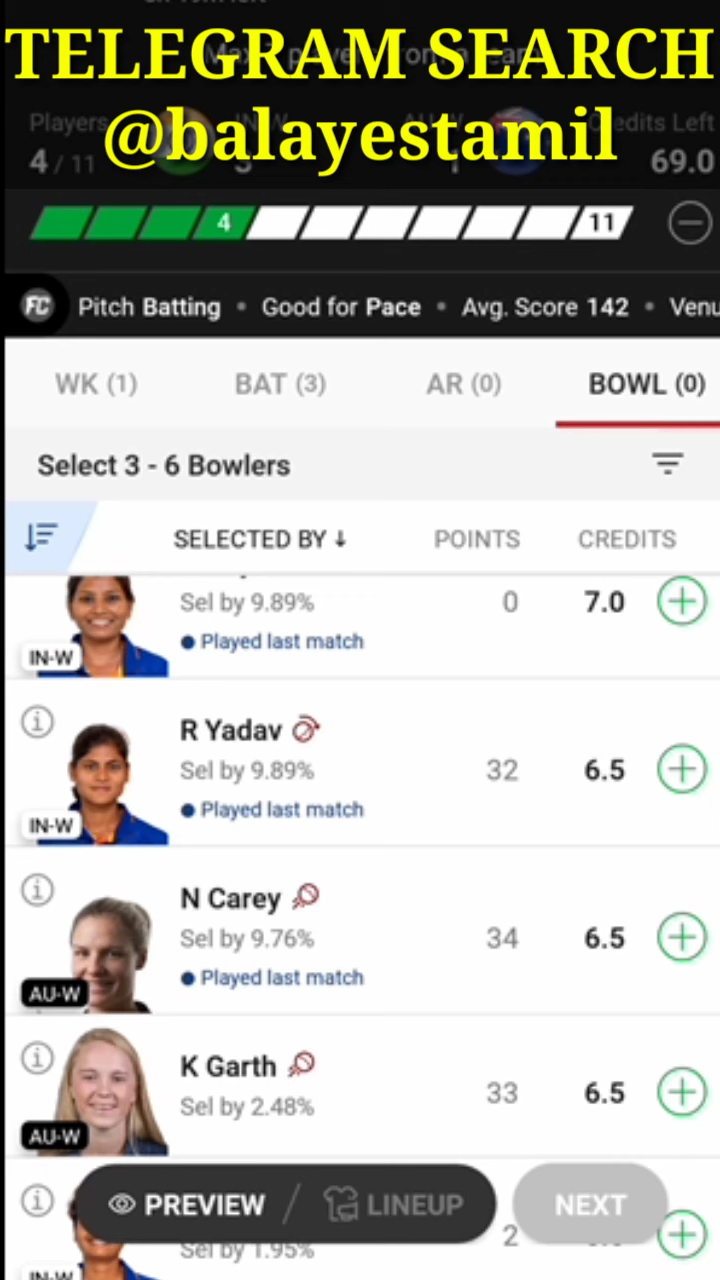 TELEGRAM SEARCH
@balayestamil
Players
Credits Left
4 / 11
69.0
4
11
FC Pitch Batting • Good for Pace • Avg. Score 142 • Venu
WK (1) BAT (3) AR (0) BOWL (0)
Select 3 - 6 Bowlers
SELECTED BY ↓ POINTS CREDITS
Sel by 9.89% 0 7.0
Played last match
IN-W
R Yadav
Sel by 9.89% 32 6.5
Played last match
IN-W
N Carey
Sel by 9.76% 34 6.5
Played last match
AU-W
K Garth
Sel by 2.48% 33 6.5
AU-W
PREVIEW / LINEUP NEXT
2
Sel by 1.95%
IN-W